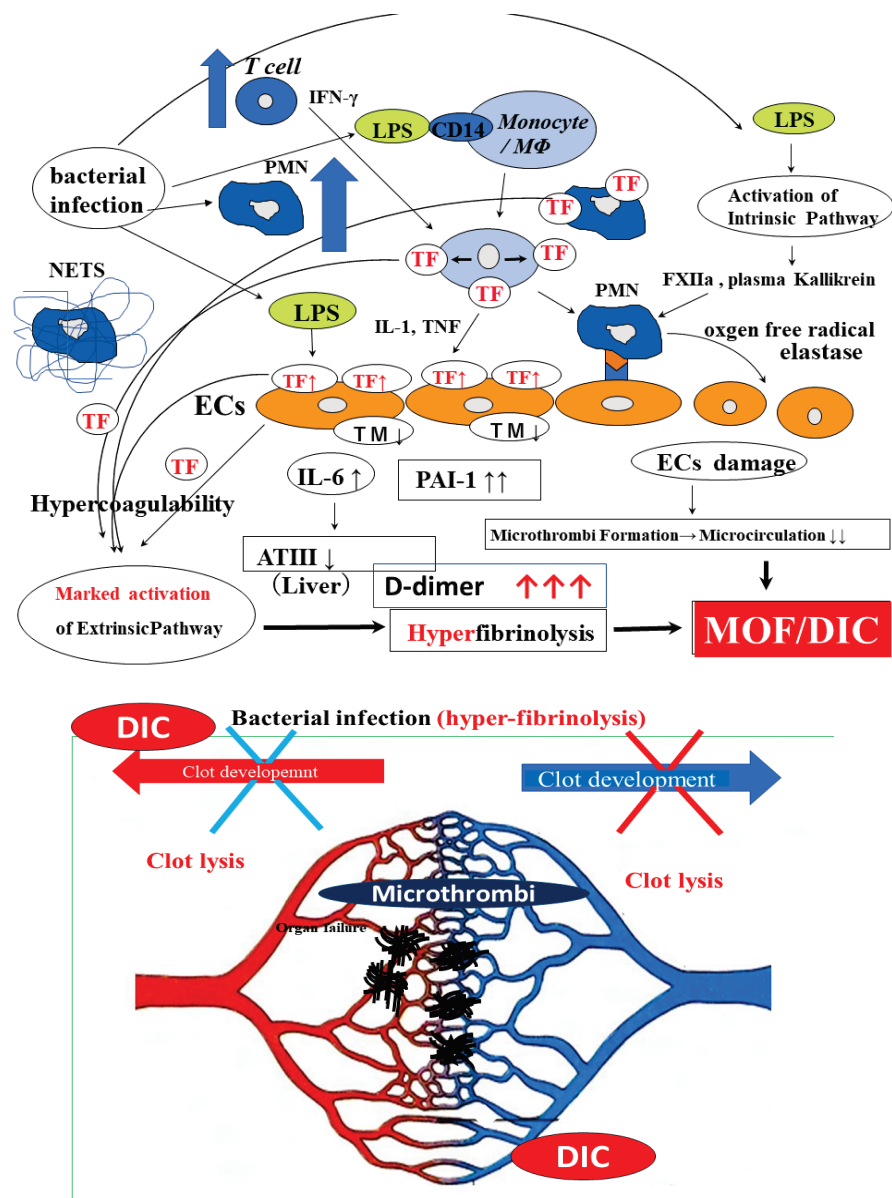 T cell
IFN-γ
LPS
CD14
Monocyte
/ MΦ
LPS
bacterial
infection
PMN
TF
TF
Activation of
Intrinsic Pathway
NETS
TF
TF
TF
FXIIa , plasma Kallikrein
PMN
LPS
IL-1, TNF
oxgen free radical
elastase
TF↑
TF↑
TF↑
TF↑
ECs
TF
TM↓
TM↓
TF
IL-6 ↑
PAI-1 ↑↑
ECs damage
Hypercoagulability
Microthrombi Formation→ Microcirculation ↓↓
ATIII ↓
(Liver)
D-dimer ↑↑↑
Marked activation
of ExtrinsicPathway
Hyperfibrinolysis
MOF/DIC
DIC
Bacterial infection (hyper-fibrinolysis)
Clot developemnt
Clot development
Clot lysis
Clot lysis
Microthrombi
Organ failure
DIC